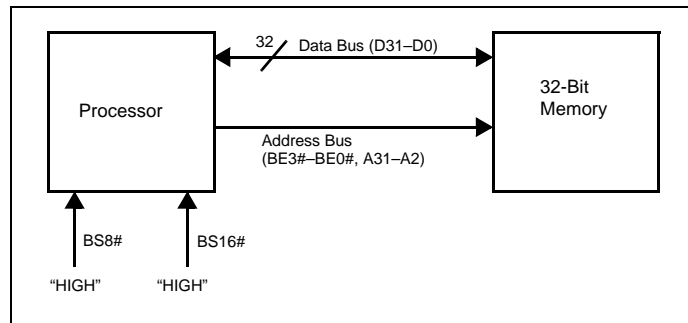 32
Data Bus (D31–D0)
Processor
32-Bit
Memory
Address Bus
(BE3#–BE0#, A31–A2)
BS8#
BS16#
“HIGH”
“HIGH”